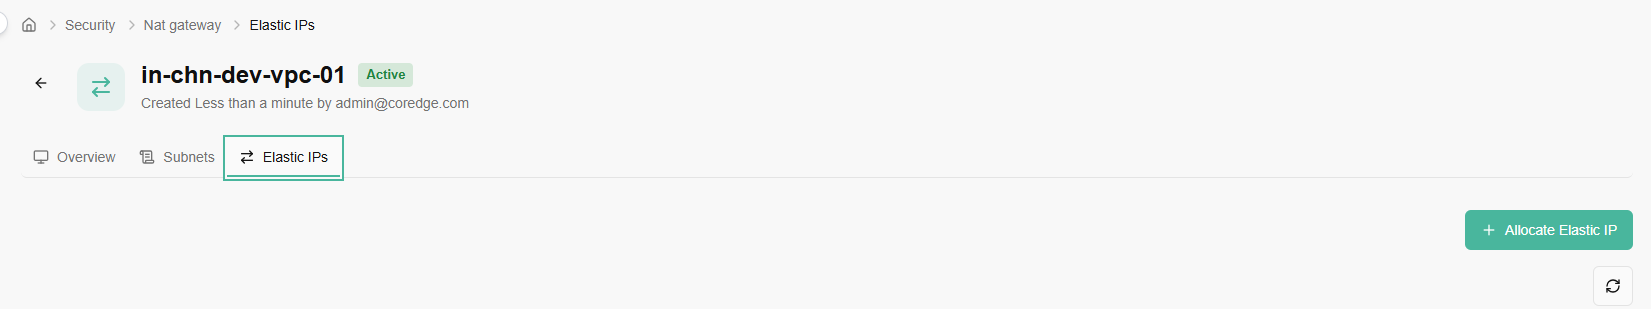 Security Nat gateway Elastic IPs
in-chn-dev-vpc-01 Active
Created Less than a minute by admin@coredge.com
Overview Subnets Elastic IPs
Allocate Elastic IP